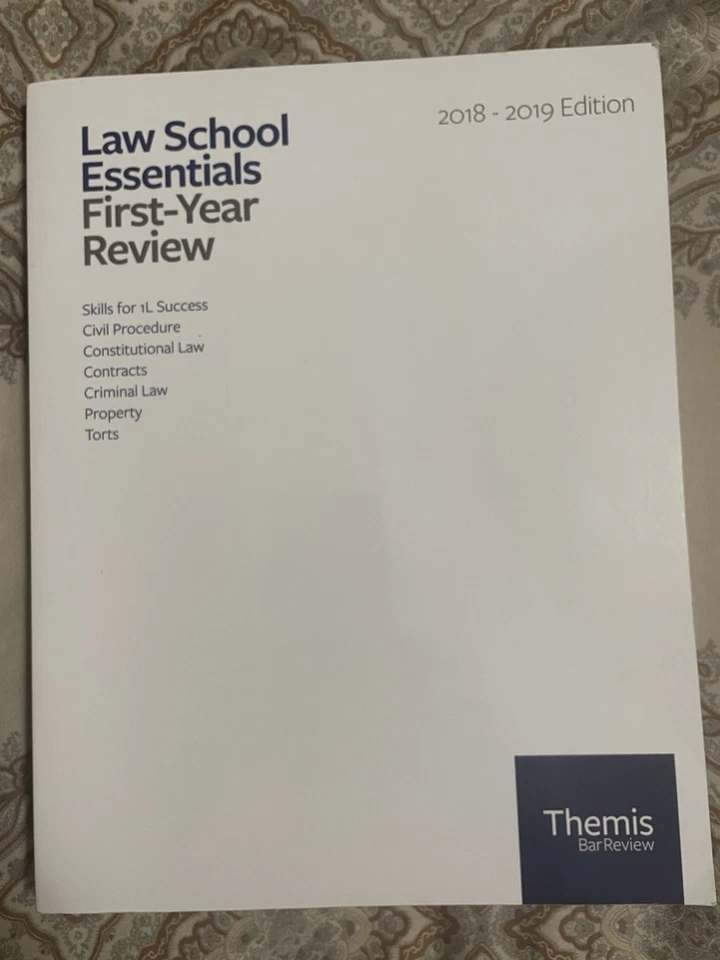 Law School
Essentials
First-Year
Review
2018 - 2019 Edition
Skills for 1L Success
Civil Procedure
Constitutional Law
Contracts
Criminal Law
Property
Torts
Themis
BarReview